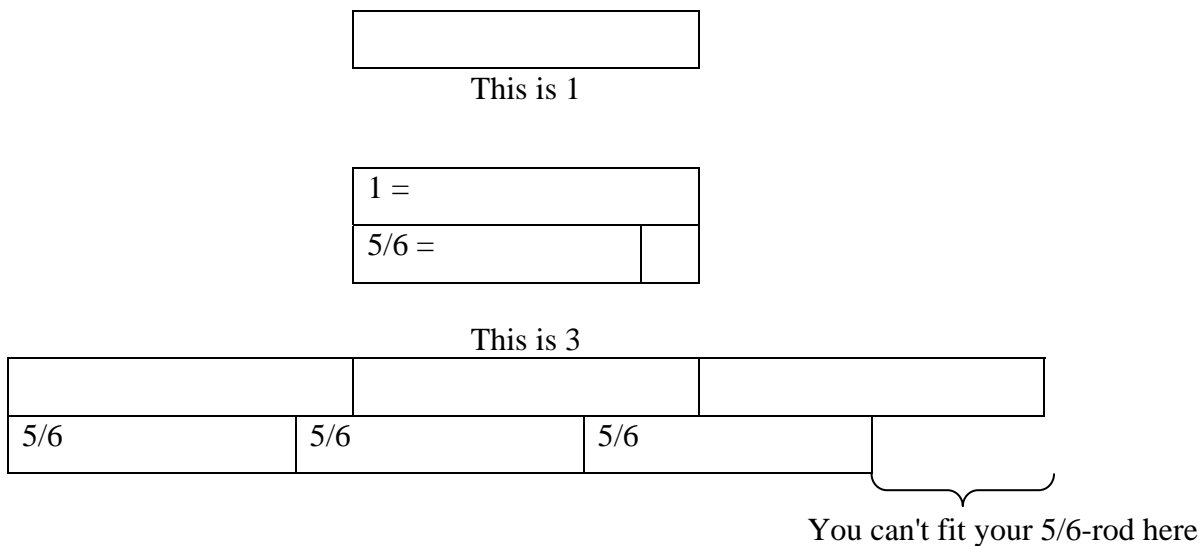 This is 1
1 =
5/6 =
This is 3
5/6 5/6 5/6
You can't fit your 5/6-rod here